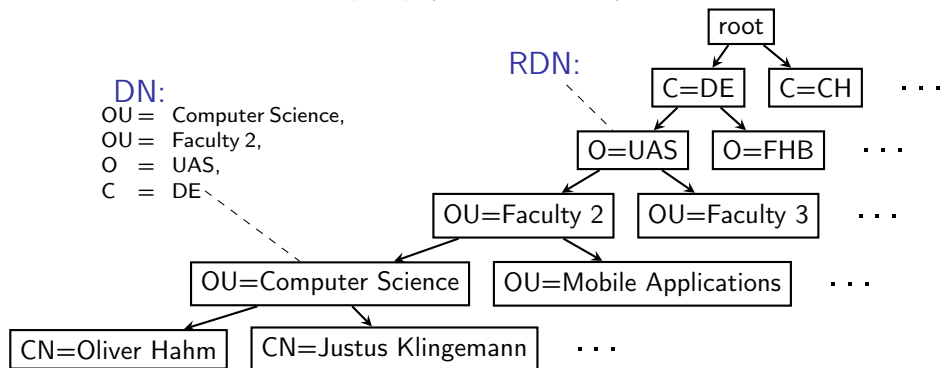 root
RDN:
C=DE
C=CH
. . .
DN:
OU = Computer Science,
OU = Faculty 2,
O = UAS,
C = DE
O=UAS
O=FHB
. . .
OU=Faculty 2
OU=Faculty 3
. . .
OU=Computer Science
OU=Mobile Applications
. . .
CN=Oliver Hahm
CN=Justus Klingemann
. . .